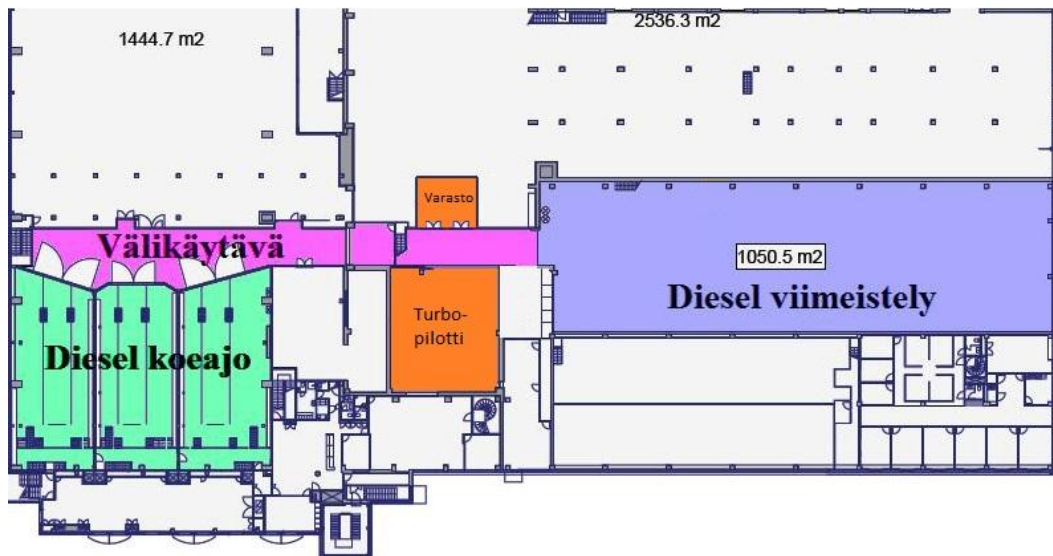 1444.7 m2
2536.3 m2
Varasto
Välikäytävä
1050.5 m2
Diesel viimeistely
Turbo-
pilotti
Diesel koeajo